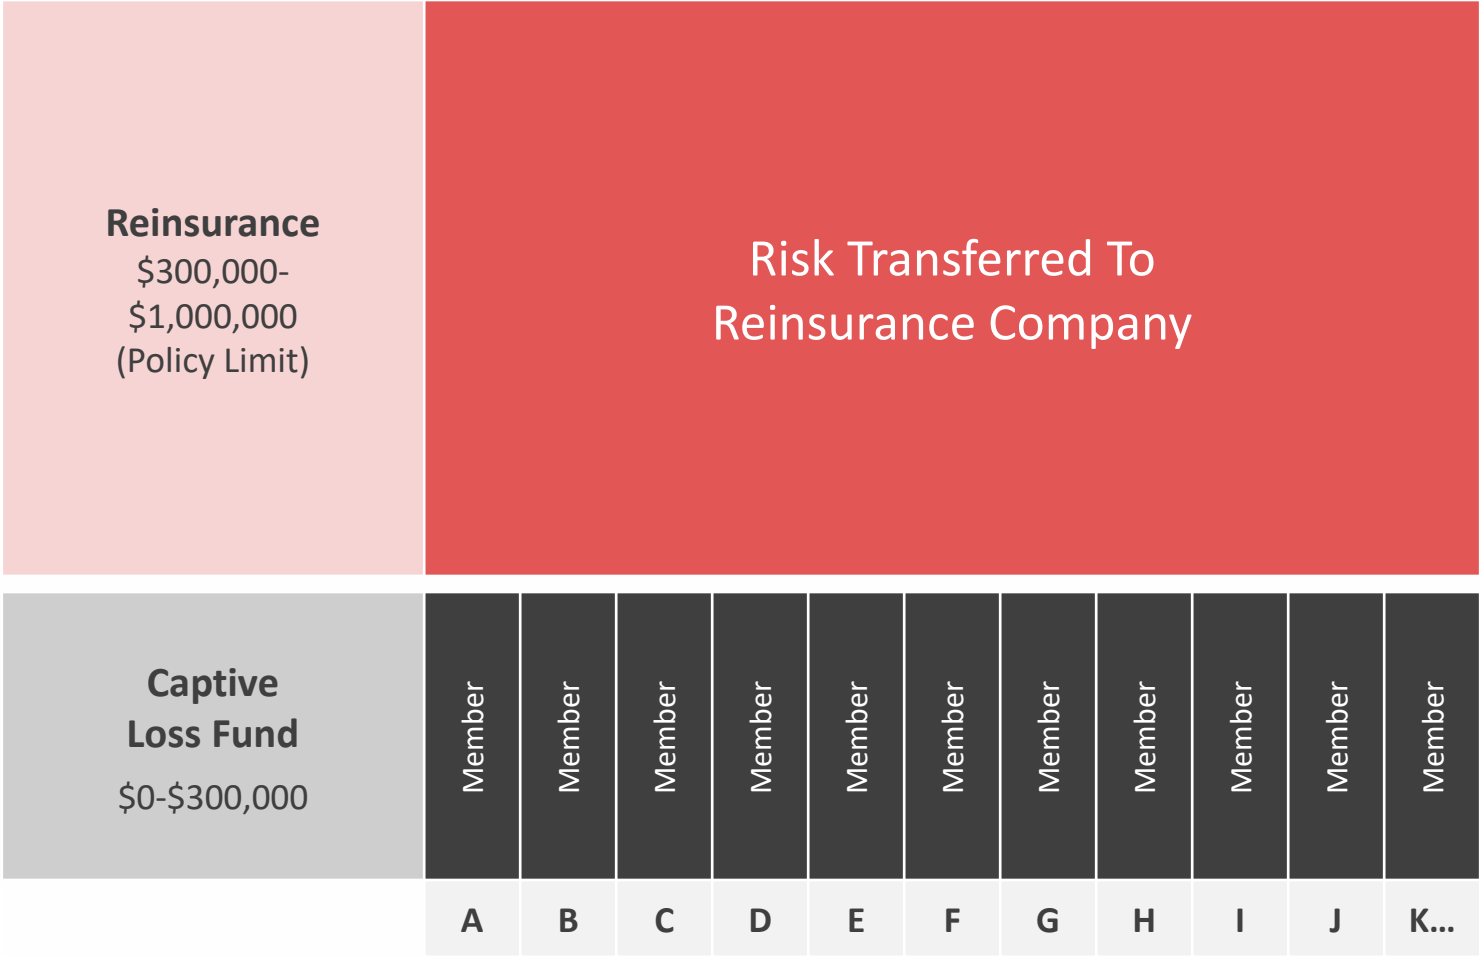 Reinsurance
$300,000-
$1,000,000
(Policy Limit)
Risk Transferred To
Reinsurance Company
Captive
Loss Fund
$0-$300,000
Member
Member
Member
Member
Member
Member
Member
Member
Member
Member
Member
A B C D E F G H I J K...